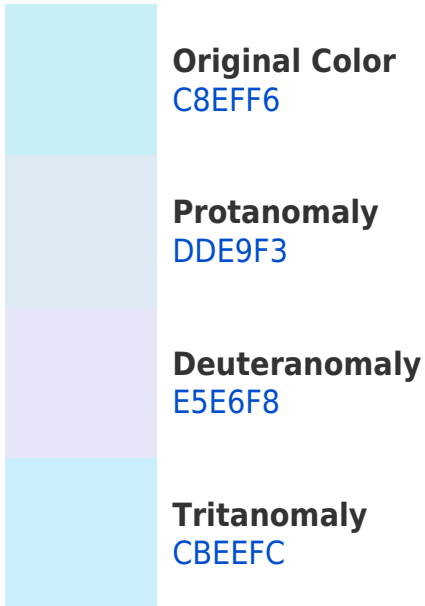 Original Color
C8EFF6
Protanomaly
DDE9F3
Deuteranomaly
E5E6F8
Tritanomaly
CBEEFC